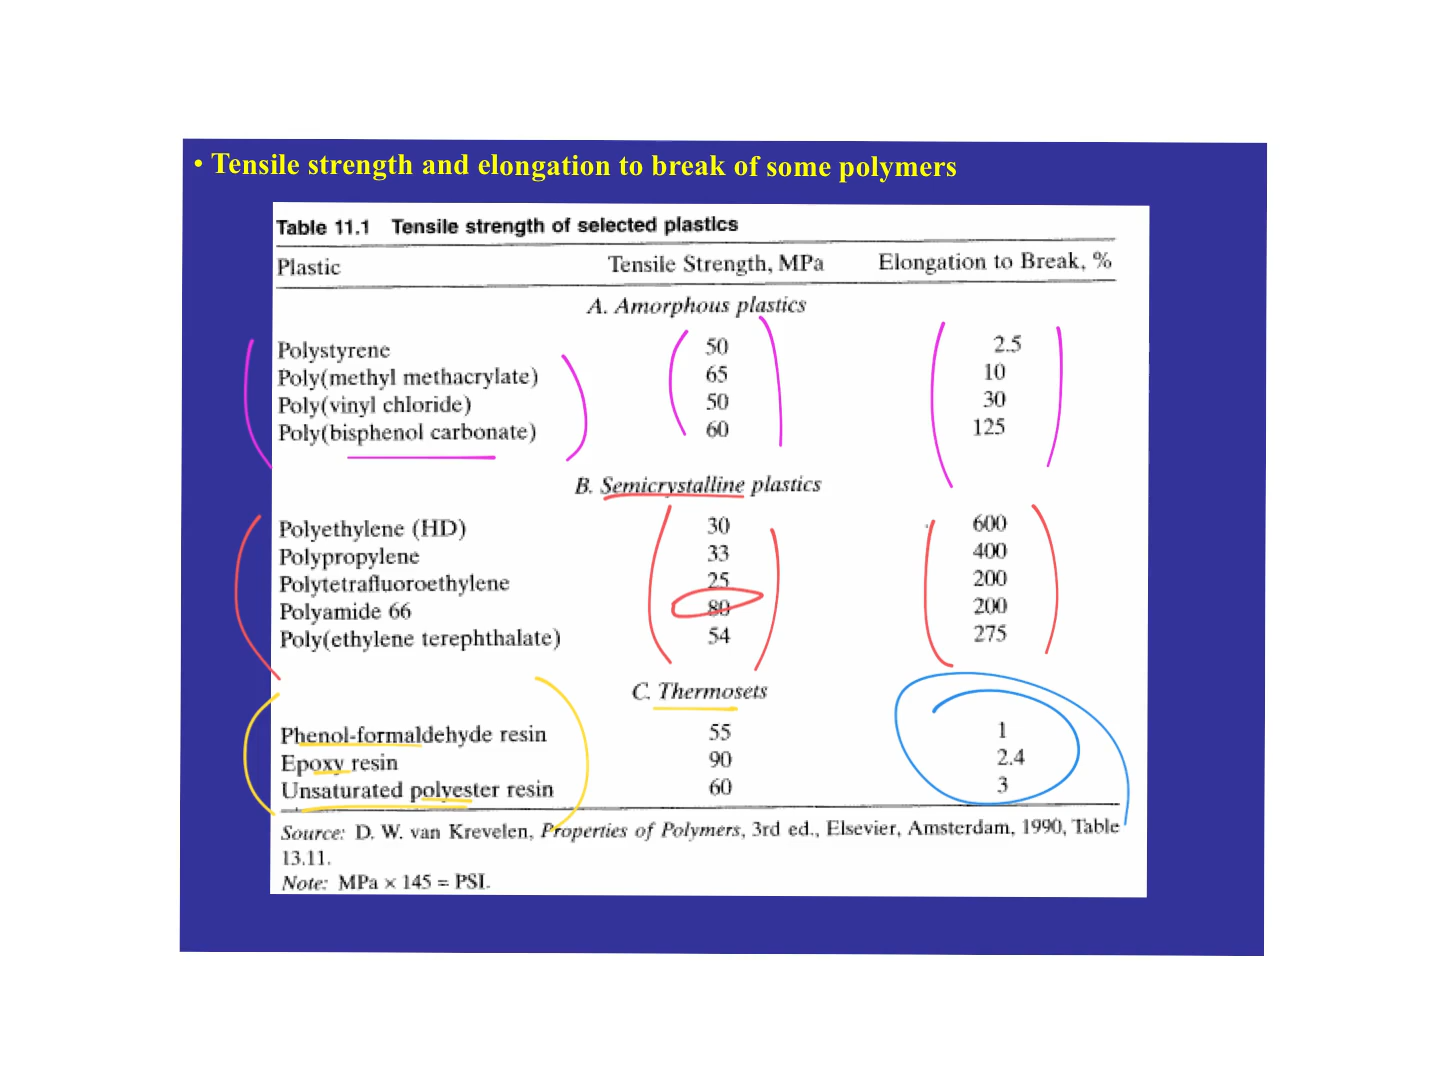 • Tensile strength and elongation to break of some polymers
Table 11.1 Tensile strength of selected plastics
Plastic Tensile Strength, MPa Elongation to Break, %
A. Amorphous plastics
Polystyrene 50 2.5
Poly(methyl methacrylate) 65 10
Poly(vinyl chloride) 50 30
Poly(bisphenol carbonate) 60 125
B. Semicrystalline plastics
Polyethylene (HD) 30 600
Polypropylene 33 400
Polytetrafluoroethylene 25 200
Polyamide 66 80 200
Poly(ethylene terephthalate) 54 275
C. Thermosets
Phenol-formaldehyde resin 55 1
Epoxy resin 90 2.4
Unsaturated polyester resin 60 3
Source: D. W. van Krevelen, Properties of Polymers, 3rd ed., Elsevier, Amsterdam, 1990, Table
13.11.
Note: MPa × 145 = PSI.